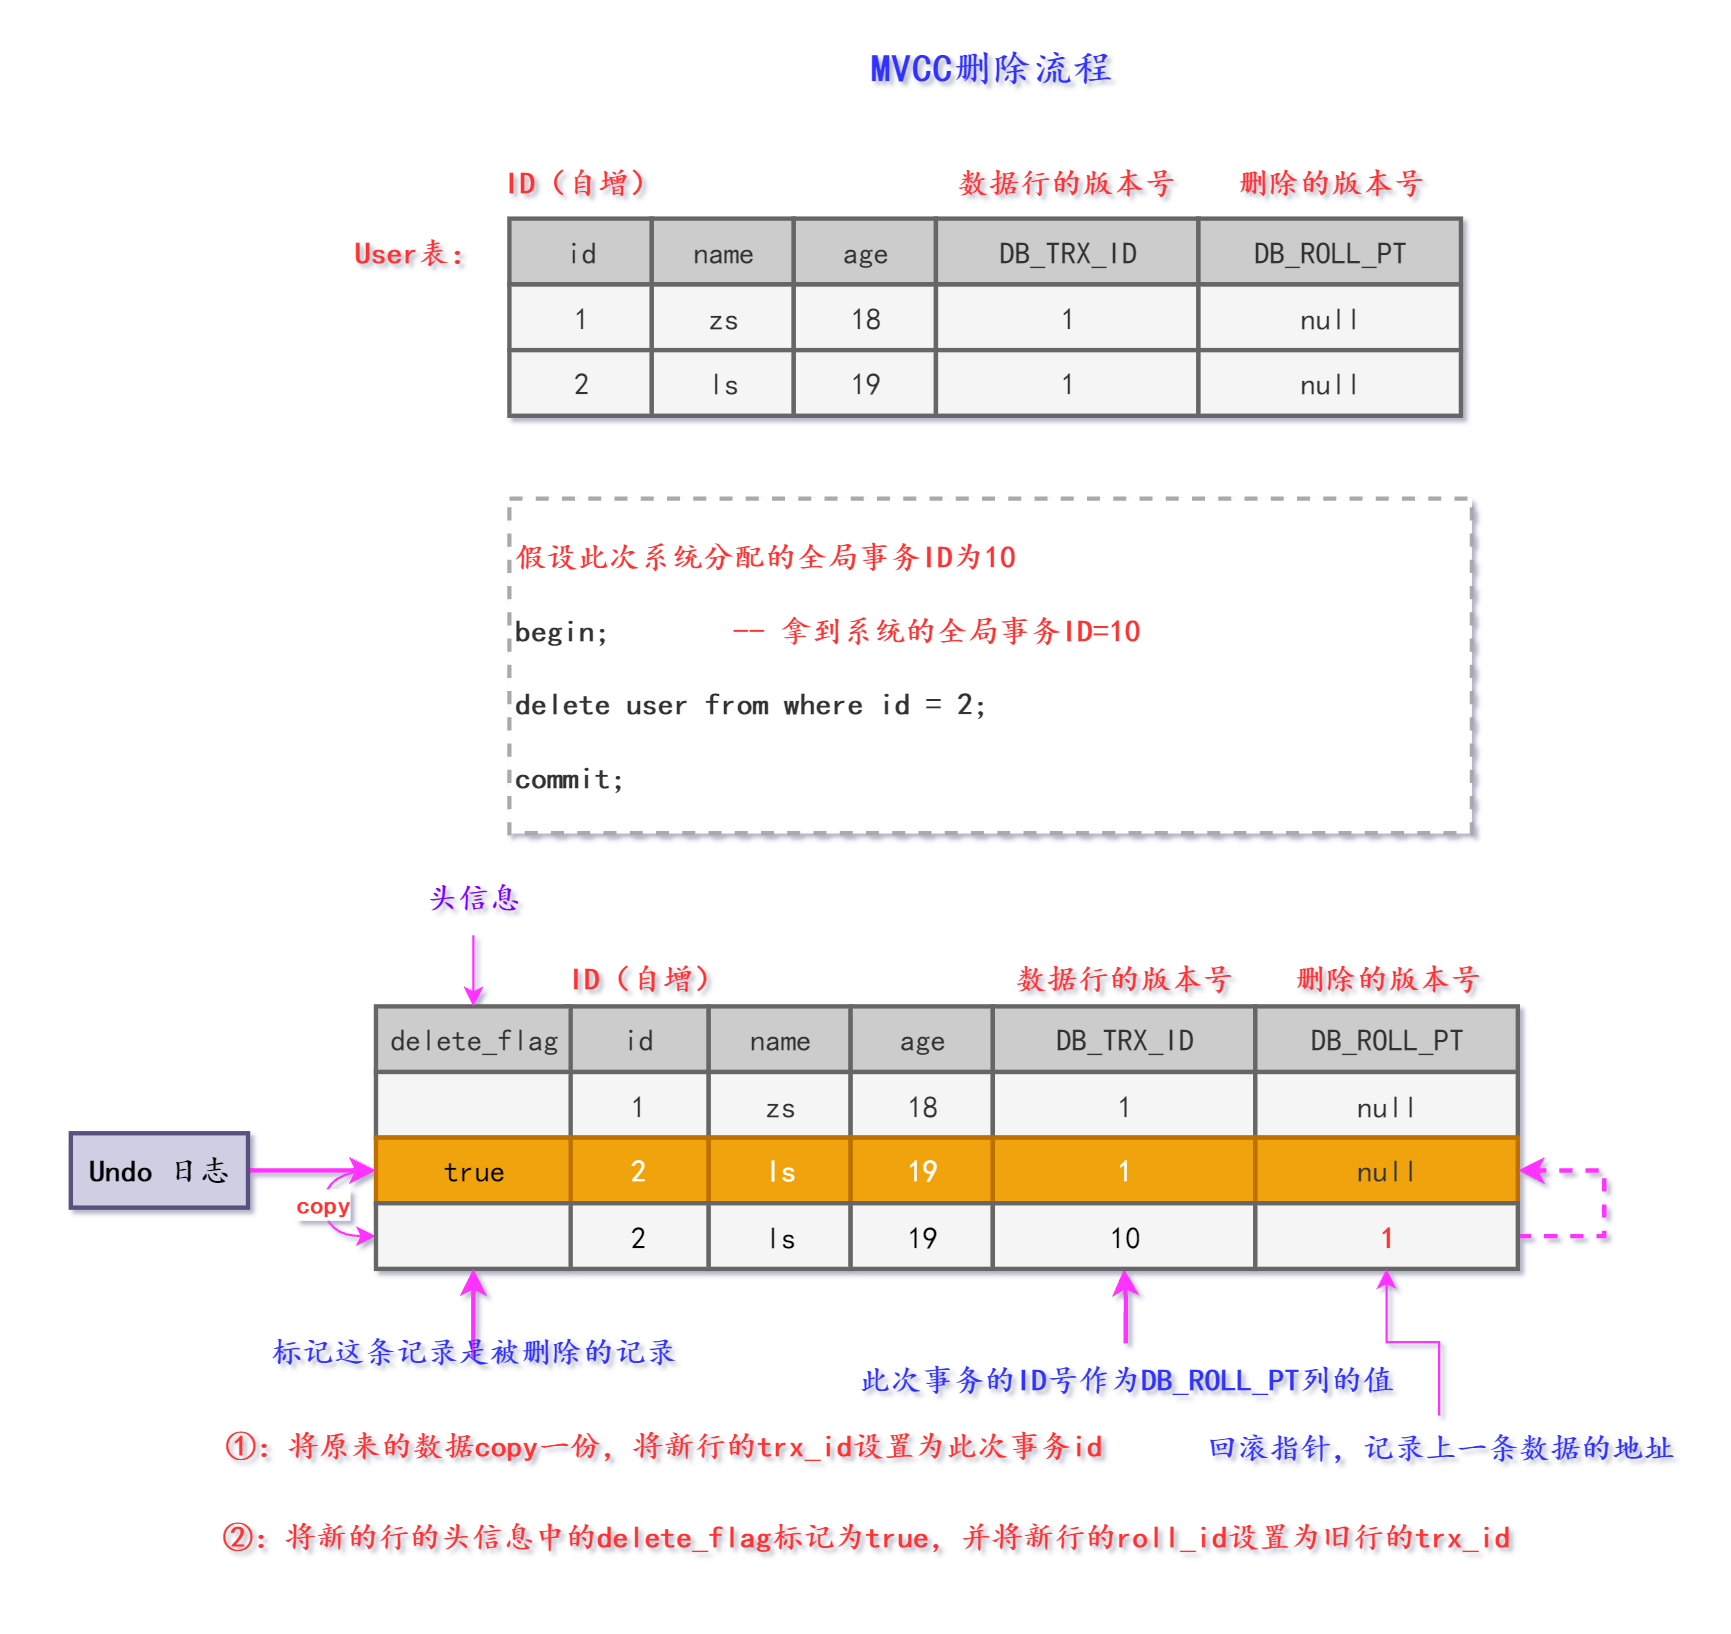 MVCC删除流程
ID（自增） 数据行的版本号 删除的版本号
User表：
id name age DB_TRX_ID DB_ROLL_PT
1 zs 18 1 null
2 ls 19 1 null
假设此次系统分配的全局事务ID为10
begin; -- 拿到系统的全局事务ID=10
delete user from where id = 2;
commit;
头信息
ID（自增） 数据行的版本号 删除的版本号
delete_flag id name age DB_TRX_ID DB_ROLL_PT
1 zs 18 1 null
Undo 日志
true 2 ls 19 1 null
copy
2 ls 19 10 1
标记这条记录是被删除的记录
此次事务的ID号作为DB_ROLL_PT列的值
①：将原来的数据copy一份，将新行的trx_id设置为此次事务id
回滚指针，记录上一条数据的地址
②：将新的行的头信息中的delete_flag标记为true，并将新行的roll_id设置为旧行的trx_id